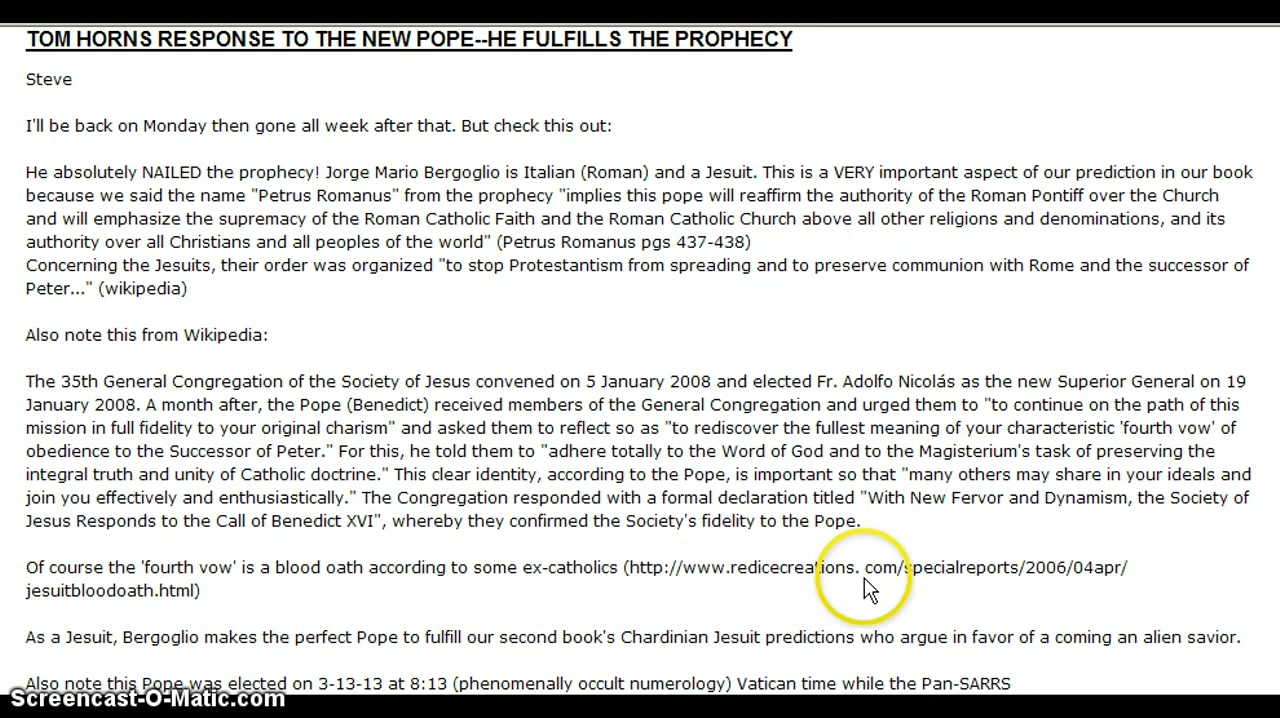 TOM HORNS RESPONSE TO THE NEW POPE--HE FULFILLS THE PROPHECY
Steve
I'll be back on Monday then gone all week after that. But check this out:
He absolutely NAILED the prophecy! Jorge Mario Bergoglio is Italian (Roman) and a Jesuit. This is a VERY important aspect of our prediction in our book
because we said the name "Petrus Romanus" from the prophecy "implies this pope will reaffirm the authority of the Roman Pontiff over the Church
and will emphasize the supremacy of the Roman Catholic Faith and the Roman Catholic Church above all other religions and denominations, and its
authority over all Christians and all peoples of the world" (Petrus Romanus pgs 437-438)
Concerning the Jesuits, their order was organized "to stop Protestantism from spreading and to preserve communion with Rome and the successor of
Peter..." (wikipedia)
Also note this from Wikipedia:
The 35th General Congregation of the Society of Jesus convened on 5 January 2008 and elected Fr. Adolfo Nicolás as the new Superior General on 19
January 2008. A month after, the Pope (Benedict) received members of the General Congregation and urged them to "to continue on the path of this
mission in full fidelity to your original charism" and asked them to reflect so as "to rediscover the fullest meaning of your characteristic 'fourth vow' of
obedience to the Successor of Peter." For this, he told them to "adhere totally to the Word of God and to the Magisterium's task of preserving the
integral truth and unity of Catholic doctrine." This clear identity, according to the Pope, is important so that "many others may share in your ideals and
join you effectively and enthusiastically." The Congregation responded with a formal declaration titled "With New Fervor and Dynamism, the Society of
Jesus Responds to the Call of Benedict XVI", whereby they confirmed the Society's fidelity to the Pope.
Of course the 'fourth vow' is a blood oath according to some ex-catholics (http://www.redicecreations. com/specialreports/2006/04apr/
jesuitbloodoath.html)
As a Jesuit, Bergoglio makes the perfect Pope to fulfill our second book's Chardinian Jesuit predictions who argue in favor of a coming an alien savior.
Also note this Pope was elected on 3-13-13 at 8:13 (phenomenally occult numerology) Vatican time while the Pan-SARRS
Screencast-O-Matic.com